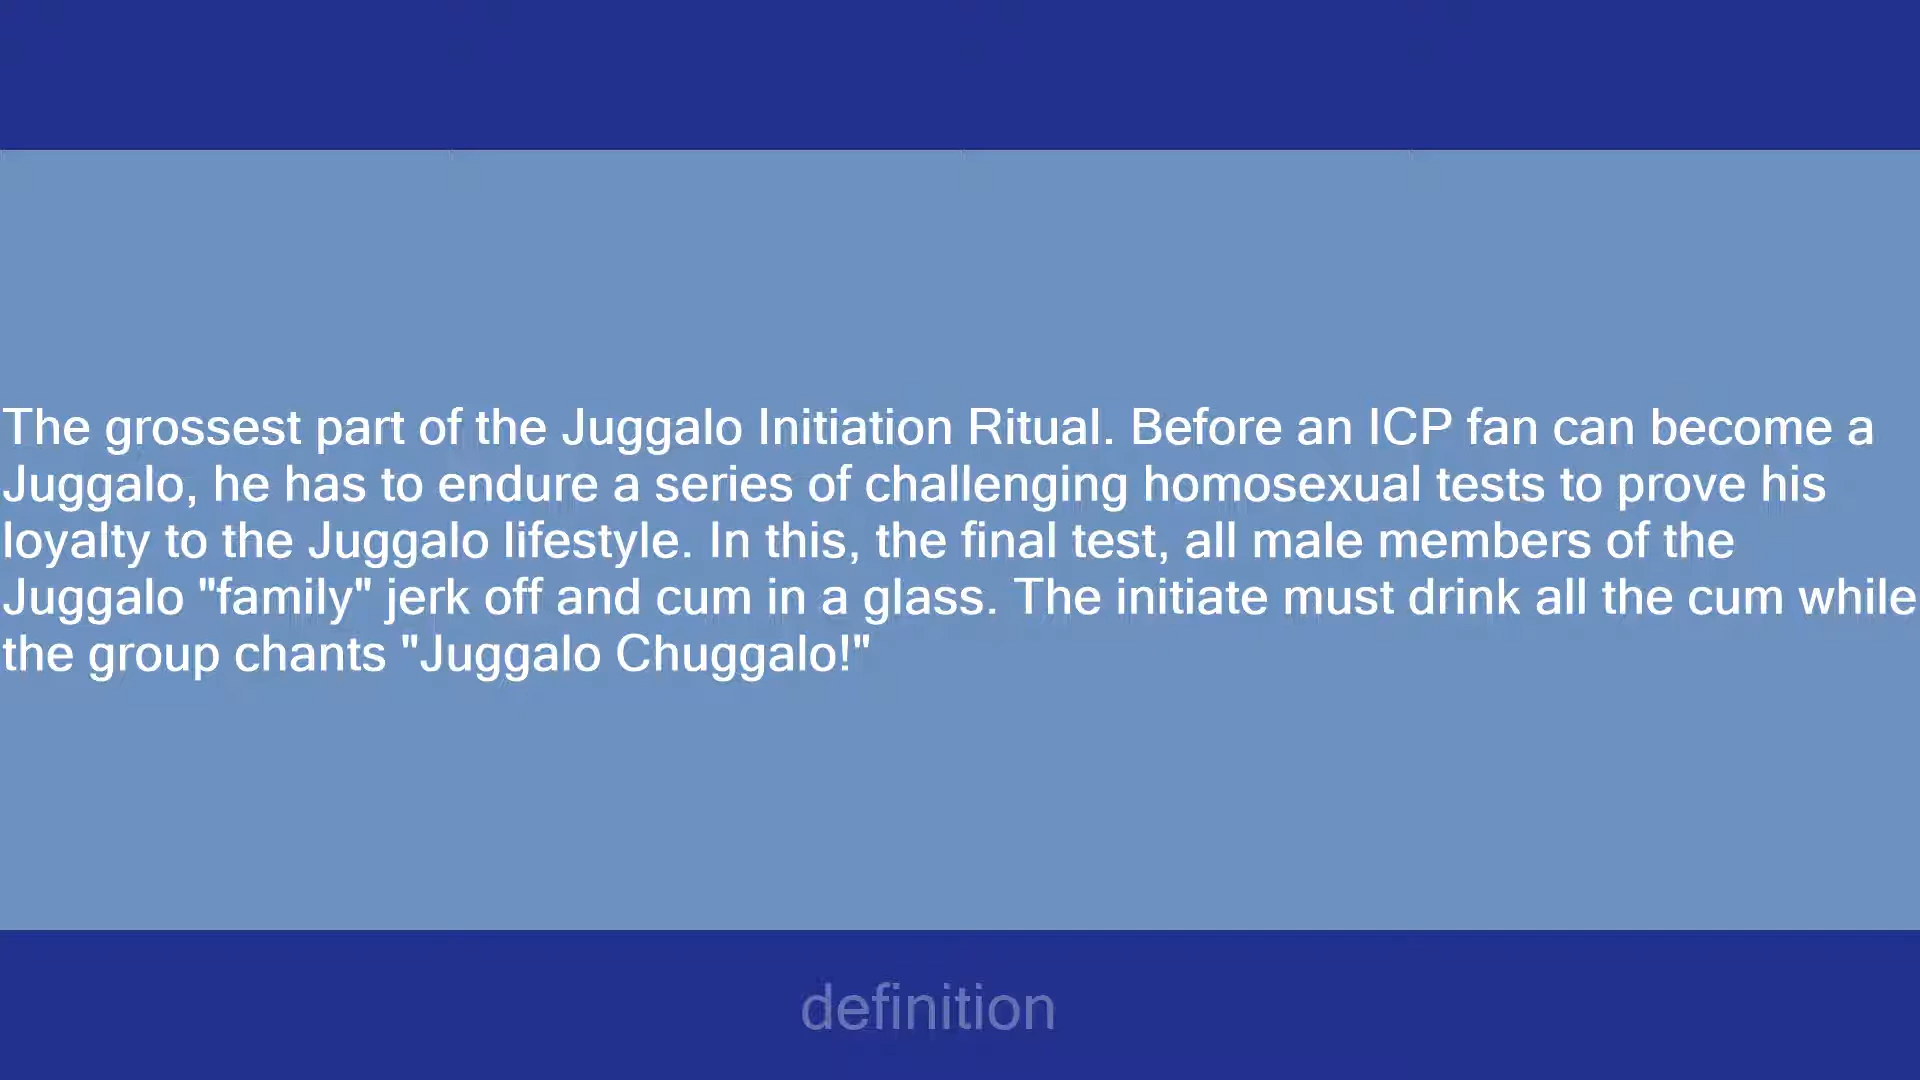 The grossest part of the Juggalo Initiation Ritual. Before an ICP fan can become a
Juggalo, he has to endure a series of challenging homosexual tests to prove his
loyalty to the Juggalo lifestyle. In this, the final test, all male members of the
Juggalo "family" jerk off and cum in a glass. The initiate must drink all the cum while
the group chants "Juggalo Chuggalo!"
definition